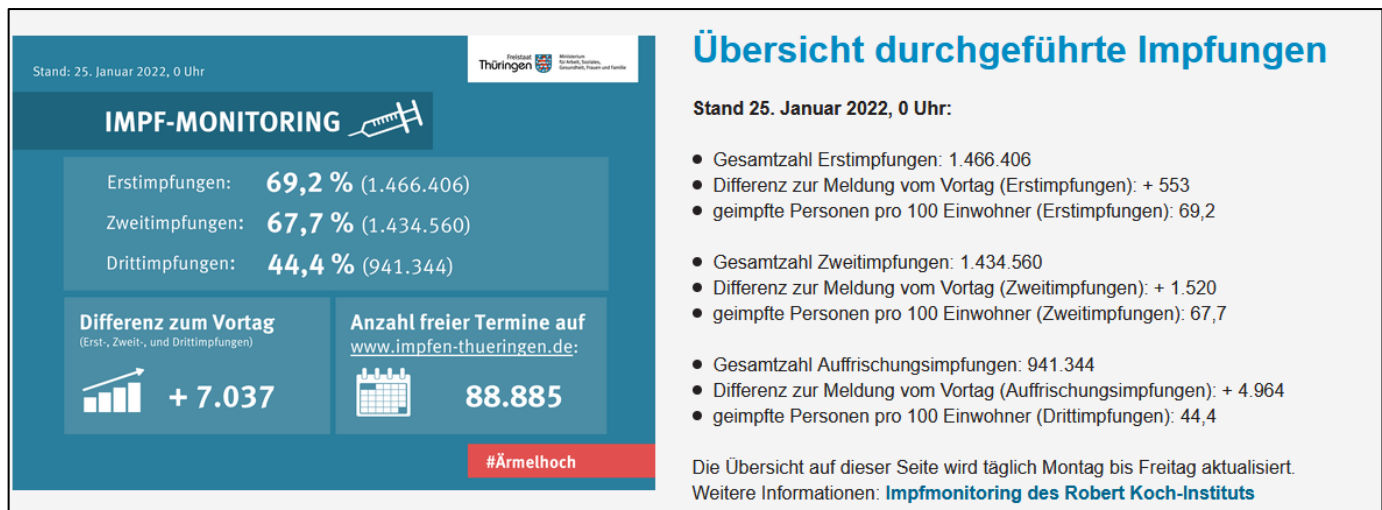 Stand: 25. Januar 2022, 0 Uhr
Freistaat
Thüringen
Ministerium
für Arbeit, Soziales,
Gesundheit, Frauen und Familie
IMPF-MONITORING
Erstimpfungen: 69,2 % (1.466.406)
Zweitimpfungen: 67,7 % (1.434.560)
Drittimpfungen: 44,4 % (941.344)
Differenz zum Vortag
(Erst-, Zweit-, und Drittimpfungen)
+ 7.037
Anzahl freier Termine auf
www.impfen-thueringen.de:
88.885
#Ärmelhoch
Übersicht durchgeführte Impfungen
Stand 25. Januar 2022, 0 Uhr:
● Gesamtzahl Erstimpfungen: 1.466.406
● Differenz zur Meldung vom Vortag (Erstimpfungen): + 553
● geimpfte Personen pro 100 Einwohner (Erstimpfungen): 69,2
● Gesamtzahl Zweitimpfungen: 1.434.560
● Differenz zur Meldung vom Vortag (Zweitimpfungen): + 1.520
● geimpfte Personen pro 100 Einwohner (Zweitimpfungen): 67,7
● Gesamtzahl Auffrischungsimpfungen: 941.344
● Differenz zur Meldung vom Vortag (Auffrischungsimpfungen): + 4.964
● geimpfte Personen pro 100 Einwohner (Drittimpfungen): 44,4
Die Übersicht auf dieser Seite wird täglich Montag bis Freitag aktualisiert.
Weitere Informationen: Impfmonitoring des Robert Koch-Instituts